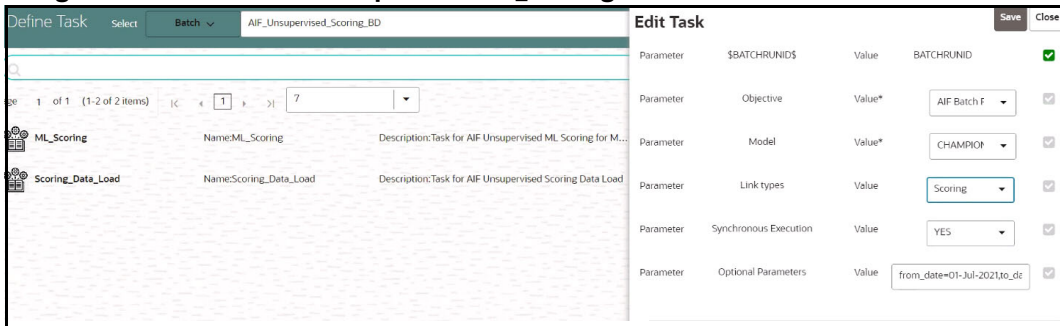 Define Task Select Batch AIF_Unsupervised_Scoring_BD
1 of 1 (1-2 of 2 items) 1 7
ML_Scoring Name:ML_Scoring Description:Task for AIF Unsupervised ML Scoring for M...
Scoring_Data_Load Name:Scoring_Data_Load Description:Task for AIF Unsupervised Scoring Data Load
Edit Task Save Close
Parameter $BATCHRUNID$ Value BATCHRUNID
Parameter Objective Value* AIF Batch
Parameter Model Value*
Parameter Link types Value Scoring
Parameter Synchronous Execution Value YES
Parameter Optional Parameters Value from_date=01-Jul-2021,to_da